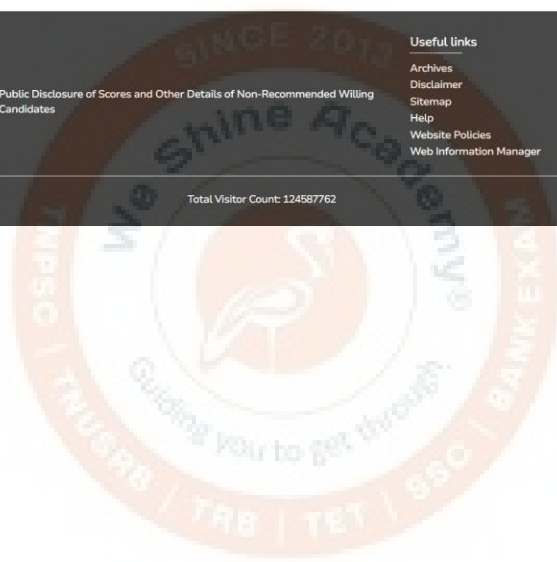 SINCE 2013
We Shine Academy®
Useful links
Archives
Disclaimer
Sitemap
Help
Website Policies
Web Information Manager
Public Disclosure of Scores and Other Details of Non-Recommended Willing
Candidates
Total Visitor Count: 124587762
Guiding you to get through.
TNPSC | TNUSRB | TRB | TET | SSC | BANK EXAM